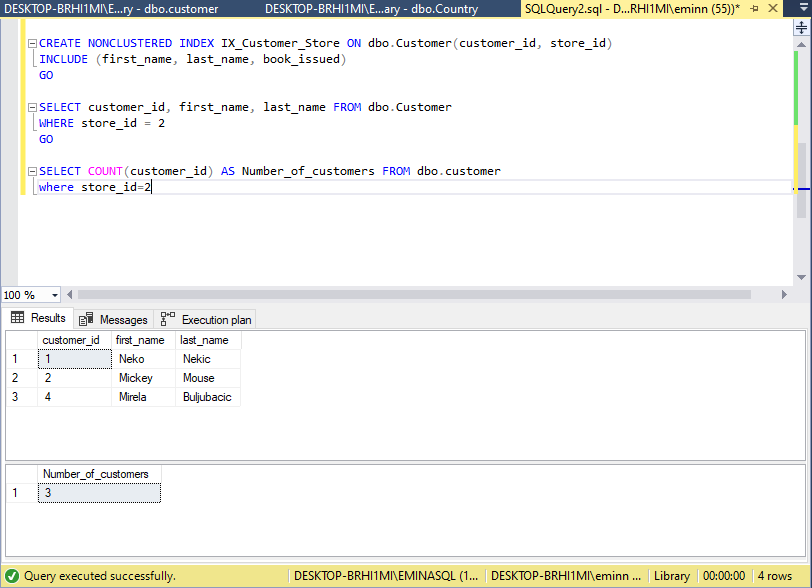 DESKTOP-BRHI1MI\E...ry - dbo.customer DESKTOP-BRHI1MI\E...ary - dbo.Country SQLQuery2.sql - D...RHI1MI\eminn (55))*
CREATE NONCLUSTERED INDEX IX_Customer_Store ON dbo.Customer(customer_id, store_id)
INCLUDE (first_name, last_name, book_issued)
GO
SELECT customer_id, first_name, last_name FROM dbo.Customer
WHERE store_id = 2
GO
SELECT COUNT(customer_id) AS Number_of_customers FROM dbo.customer
where store_id=2
100 %
Results Messages Execution plan
customer_id first_name last_name
1 1 Neko Nekic
2 2 Mickey Mouse
3 4 Mirela Buljubacic
Number_of_customers
1 3
Query executed successfully. DESKTOP-BRHI1MI\EMINASQL (1... DESKTOP-BRHI1MI\eminn ... Library 00:00:00 4 rows